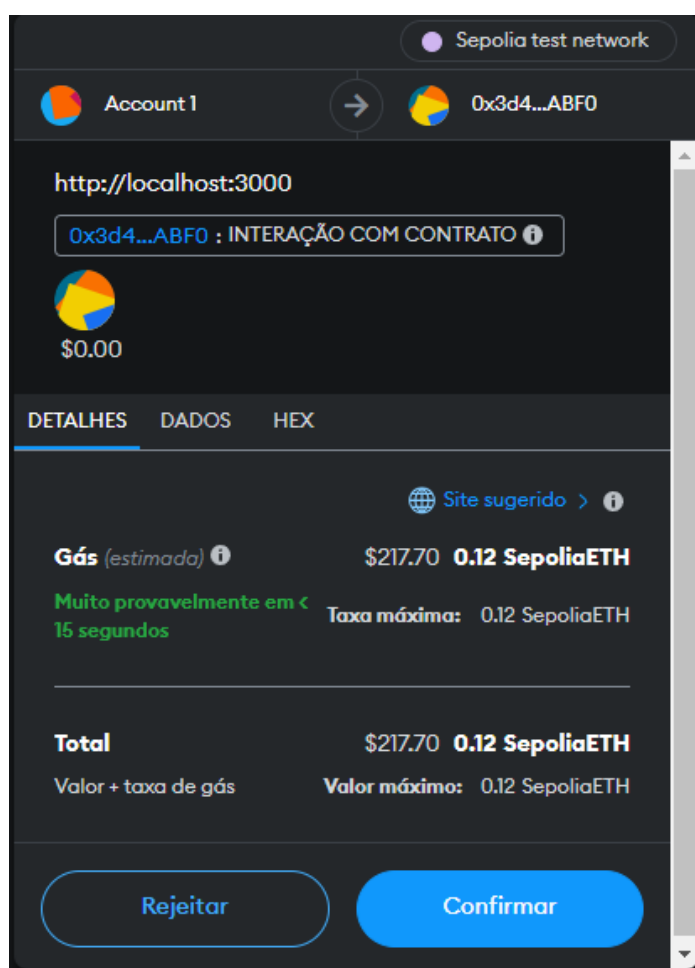 Sepolia test network
Account 1
0x3d4...ABF0
http://localhost:3000
0x3d4...ABF0 : INTERAÇÃO COM CONTRATO
$0.00
DETALHES DADOS HEX
Site sugerido >
Gás (estimada) $217.70 0.12 SepoliaETH
Muito provavelmente em <
15 segundos
Taxa máxima: 0.12 SepoliaETH
Total $217.70 0.12 SepoliaETH
Valor + taxa de gás Valor máximo: 0.12 SepoliaETH
Rejeitar Confirmar